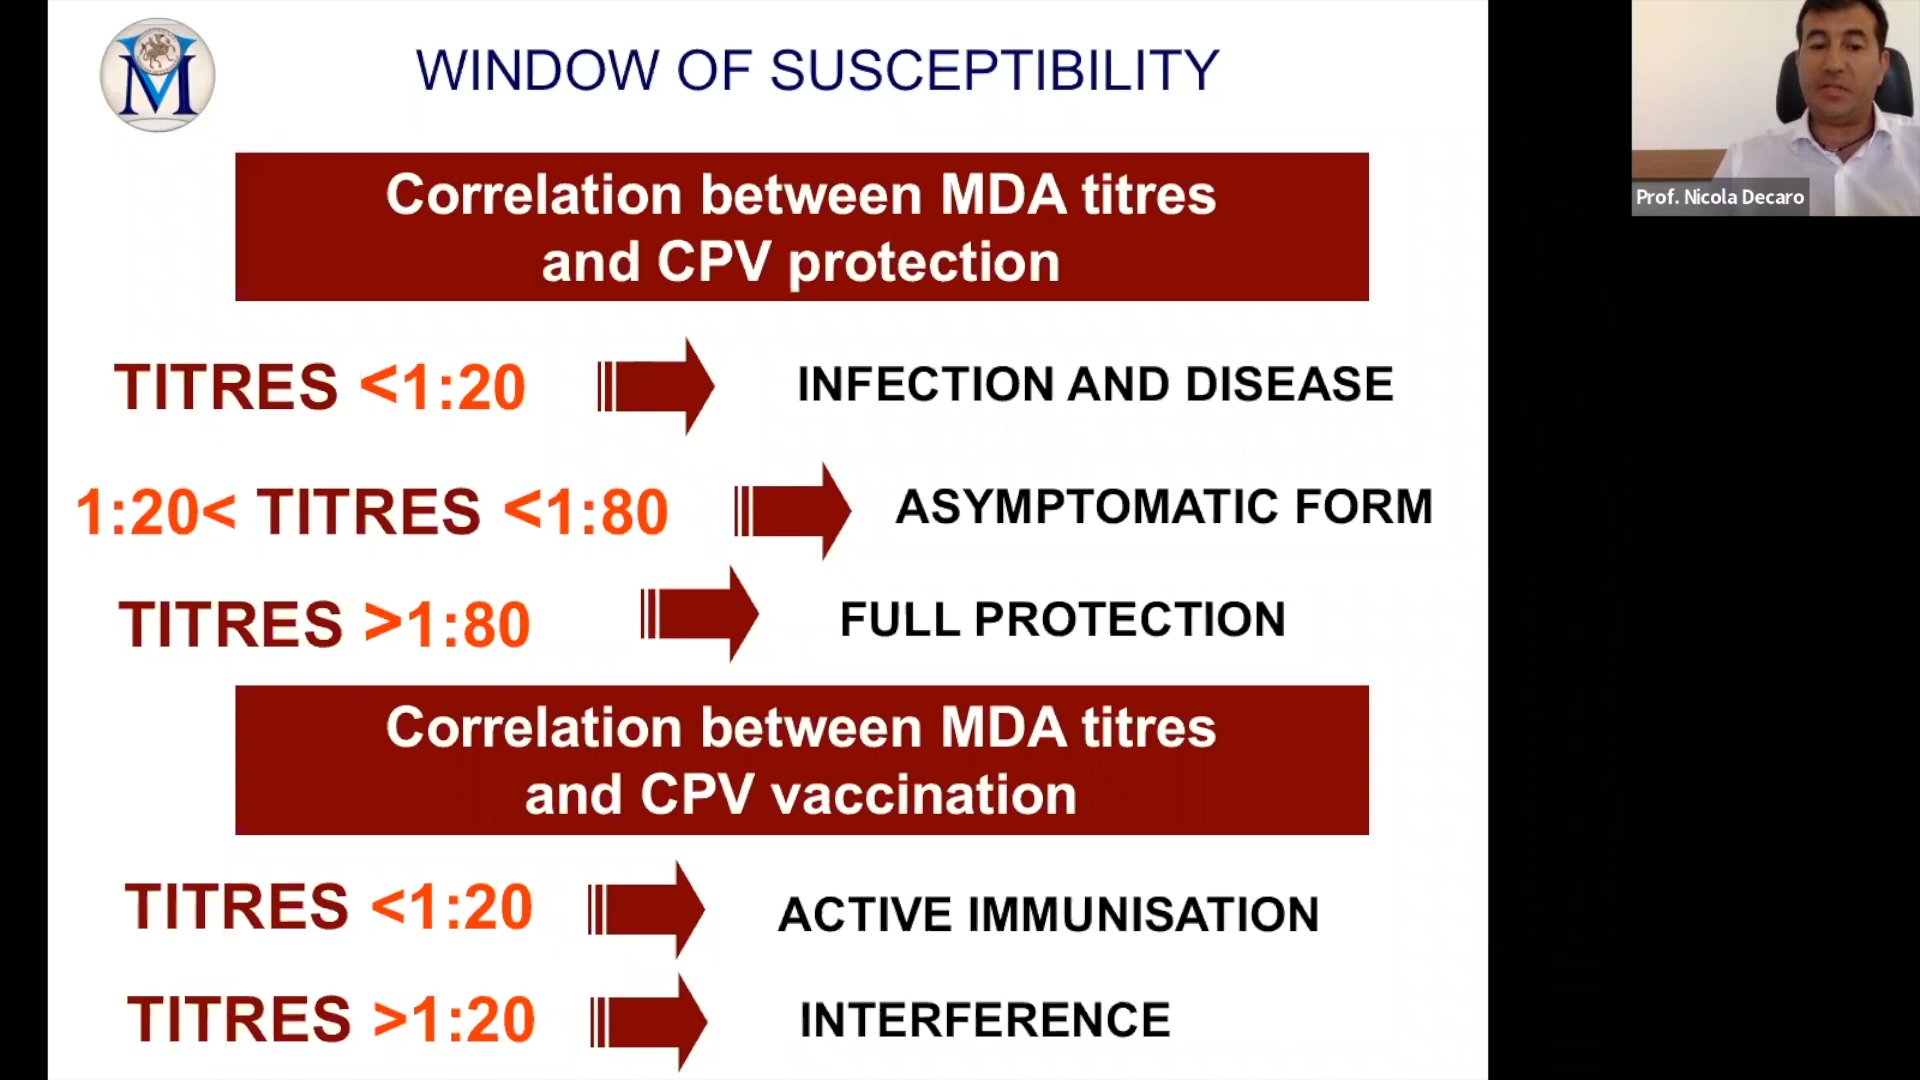 WINDOW OF SUSCEPTIBILITY
Correlation between MDA titres
and CPV protection
TITRES <1:20 INFECTION AND DISEASE
1:20< TITRES <1:80 ASYMPTOMATIC FORM
TITRES >1:80 FULL PROTECTION
Correlation between MDA titres
and CPV vaccination
TITRES <1:20 ACTIVE IMMUNISATION
TITRES >1:20 INTERFERENCE
Prof. Nicola Decaro